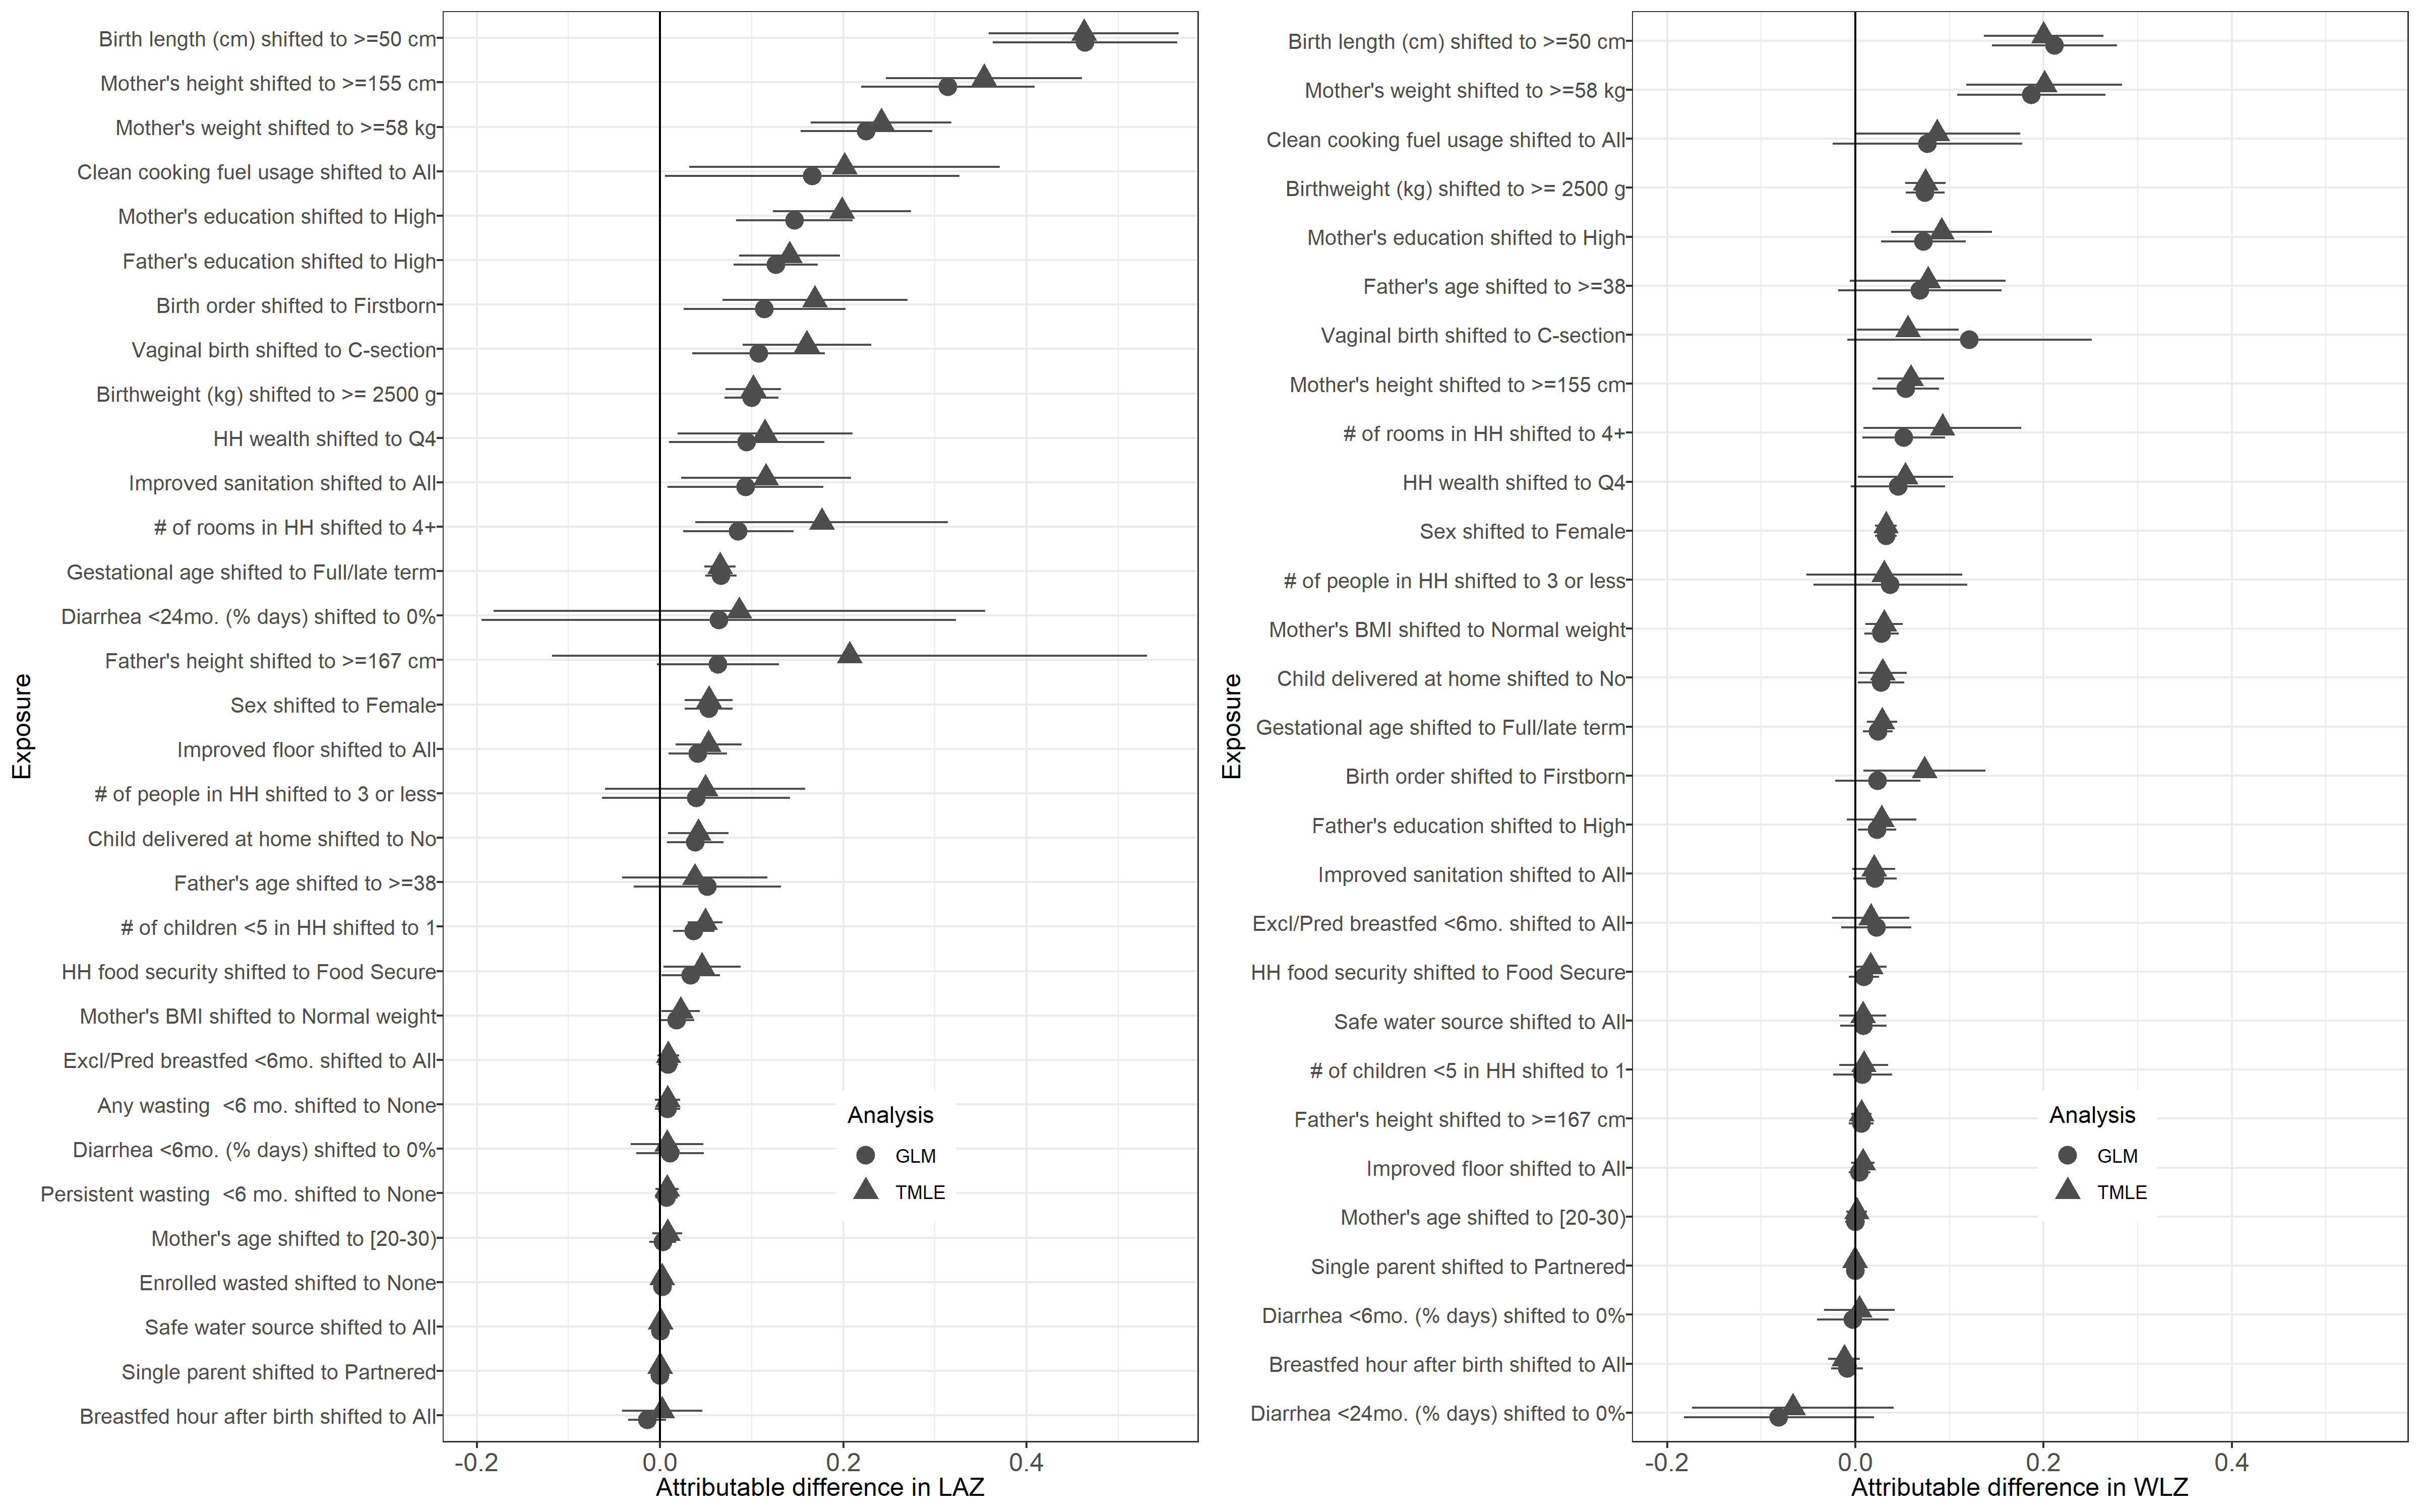 Birth length (cm) shifted to >=50 cm
Mother's height shifted to >=155 cm
Mother's weight shifted to >=58 kg
Clean cooking fuel usage shifted to All
Mother's education shifted to High
Father's education shifted to High
Birth order shifted to Firstborn
Vaginal birth shifted to C-section
Birthweight (kg) shifted to >= 2500 g
HH wealth shifted to Q4
Improved sanitation shifted to All
# of rooms in HH shifted to 4+
Gestational age shifted to Full/late term
Diarrhea <24mo. (% days) shifted to 0%
Father's height shifted to >=167 cm
Sex shifted to Female
Improved floor shifted to All
# of people in HH shifted to 3 or less
Child delivered at home shifted to No
Father's age shifted to >=38
# of children <5 in HH shifted to 1
HH food security shifted to Food Secure
Mother's BMI shifted to Normal weight
Excl/Pred breastfed <6mo. shifted to All
Any wasting  <6 mo. shifted to None
Diarrhea <6mo. (% days) shifted to 0%
Persistent wasting  <6 mo. shifted to None
Mother's age shifted to [20-30)
Enrolled wasted shifted to None
Safe water source shifted to All
Single parent shifted to Partnered
Breastfed hour after birth shifted to All
Exposure
Analysis
GLM
TMLE
-0.2 0.0 0.2 0.4
Attributable difference in LAZ
Birth length (cm) shifted to >=50 cm
Mother's weight shifted to >=58 kg
Clean cooking fuel usage shifted to All
Birthweight (kg) shifted to >= 2500 g
Mother's education shifted to High
Father's age shifted to >=38
Vaginal birth shifted to C-section
Mother's height shifted to >=155 cm
# of rooms in HH shifted to 4+
HH wealth shifted to Q4
Sex shifted to Female
# of people in HH shifted to 3 or less
Mother's BMI shifted to Normal weight
Child delivered at home shifted to No
Gestational age shifted to Full/late term
Birth order shifted to Firstborn
Father's education shifted to High
Improved sanitation shifted to All
Excl/Pred breastfed <6mo. shifted to All
HH food security shifted to Food Secure
Safe water source shifted to All
# of children <5 in HH shifted to 1
Father's height shifted to >=167 cm
Improved floor shifted to All
Mother's age shifted to [20-30)
Single parent shifted to Partnered
Diarrhea <6mo. (% days) shifted to 0%
Breastfed hour after birth shifted to All
Diarrhea <24mo. (% days) shifted to 0%
Exposure
Analysis
GLM
TMLE
-0.2 0.0 0.2 0.4
Attributable difference in WLZ